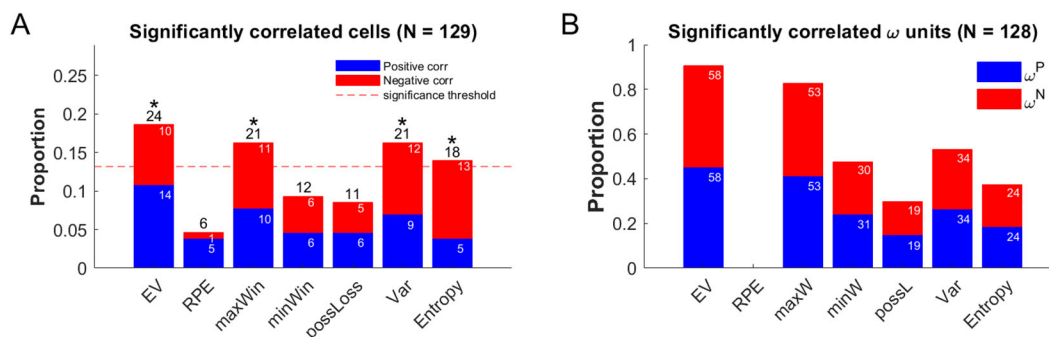 A
Significantly correlated cells (N = 129)
Positive corr
Negative corr
significance threshold
Proportion
0.25
0.2
0.15
0.1
0.05
0
*
24
10
14
6
1
5
*
21
11
10
12
6
6
11
5
6
*
21
12
9
*
18
13
5
EV
RPE
maxWin
minWin
possLoss
Var
Entropy
B
Significantly correlated ω units (N = 128)
ω^P
ω^N
Proportion
1
0.8
0.6
0.4
0.2
0
58
58
53
53
30
31
19
19
34
34
24
24
EV
RPE
maxW
minW
possL
Var
Entropy